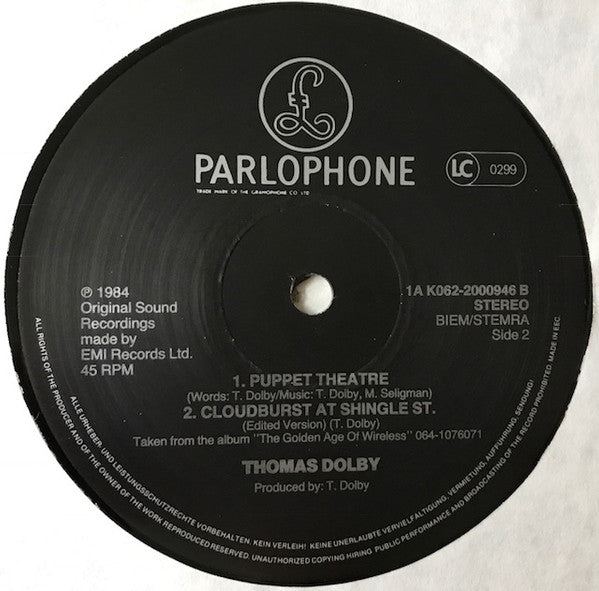 £
PARLOPHONE
TRADE MARK OF THE GRAMOPHONE CO LTD
LC 0299
℗ 1984
Original Sound
Recordings
made by
EMI Records Ltd.
45 RPM
1A K062-2000946 B
STEREO
BIEM/STEMRA
Side 2
1. PUPPET THEATRE
(Words: T. Dolby/Music: T. Dolby, M. Seligman)
2. CLOUDBURST AT SHINGLE ST.
(Edited Version) (T. Dolby)
Taken from the album "The Golden Age Of Wireless" 064-1076071
THOMAS DOLBY
Produced by: T. Dolby
ALLE URHEBER- UND LEISTUNGSSCHUTZRECHTE VORBEHALTEN. KEIN VERLEIH! KEINE UNERLAUBTE VERVIELFÄLTIGUNG, VERMIETUNG, AUFFÜHRUNG, SENDUNG!
ALL RIGHTS OF THE PRODUCER AND OF THE OWNER OF THE WORK REPRODUCED RESERVED. UNAUTHORIZED COPYING HIRING PUBLIC PERFORMANCE AND BROADCASTING OF THE RECORD PROHIBITED. MADE IN EEC.